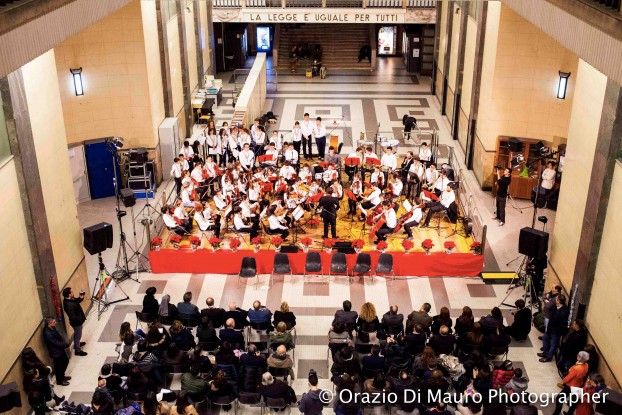 LA LEGGE È UGUALE PER TUTTI
© Orazio Di Mauro Photographer